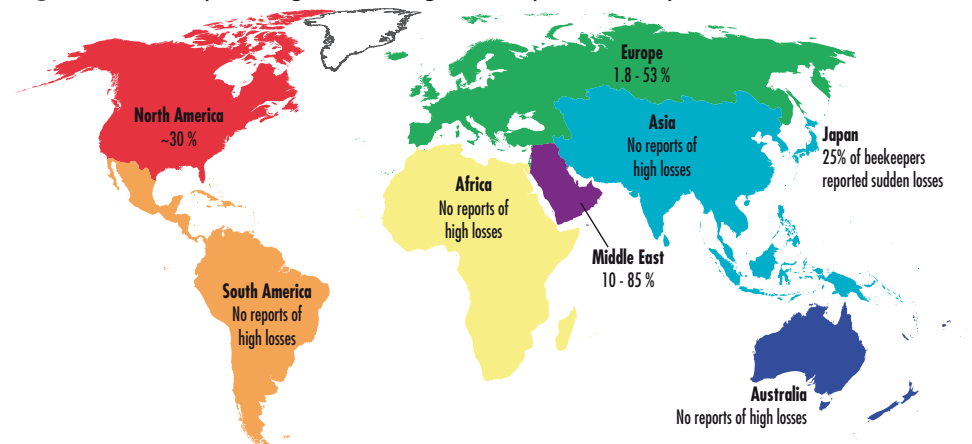 Europe
1.8 - 53 %
North America
~30 %
Asia
No reports of
high losses
Japan
25% of beekeepers
reported sudden losses
Africa
No reports of
high losses
Middle East
10 - 85 %
South America
No reports of
high losses
Australia
No reports of high losses